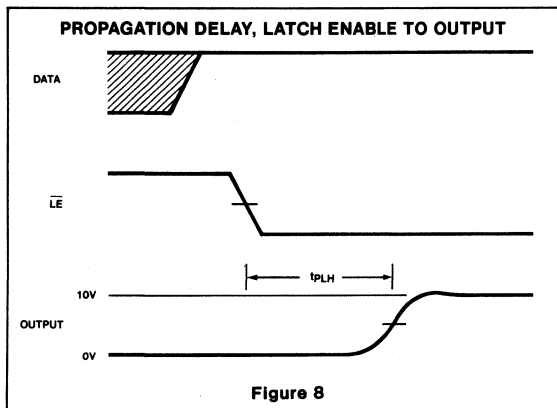 PROPAGATION DELAY, LATCH ENABLE TO OUTPUT
DATA
LE
tPLH
10V
OUTPUT
0V
Figure 8